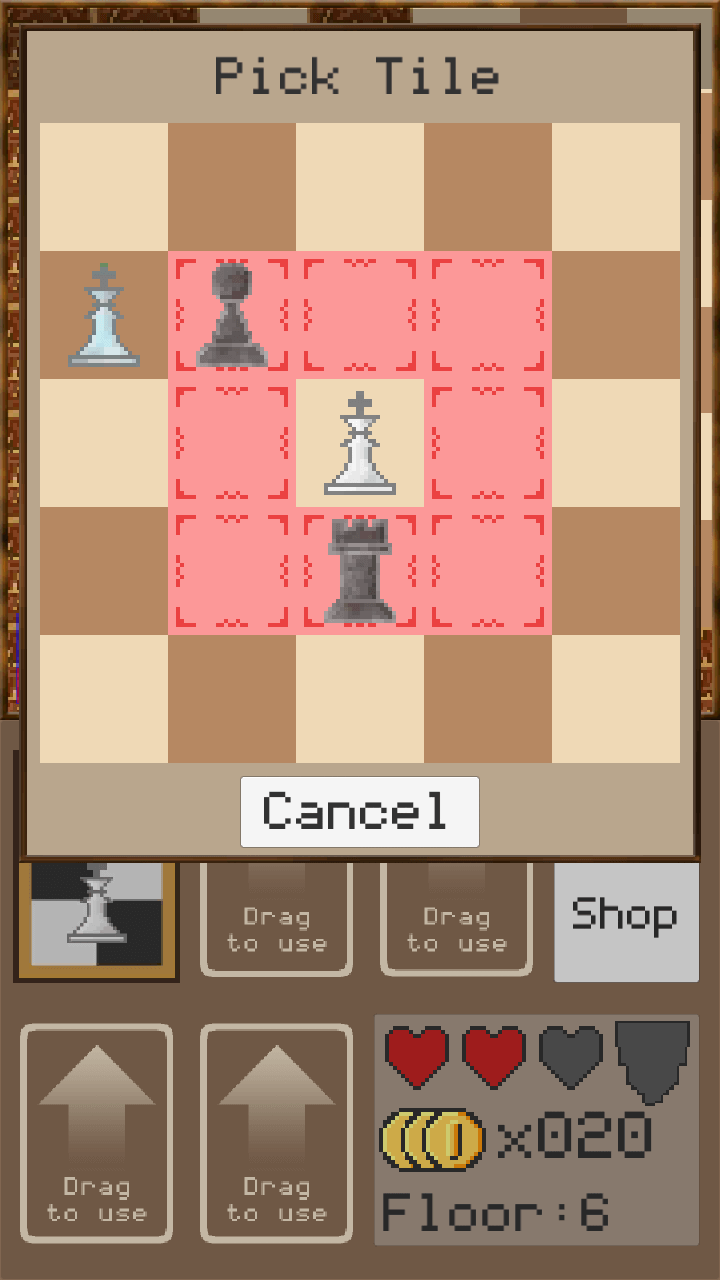 Pick Tile
Cancel
Drag
to use
Drag
to use
Shop
Drag
to use
Drag
to use
x020
Floor:6